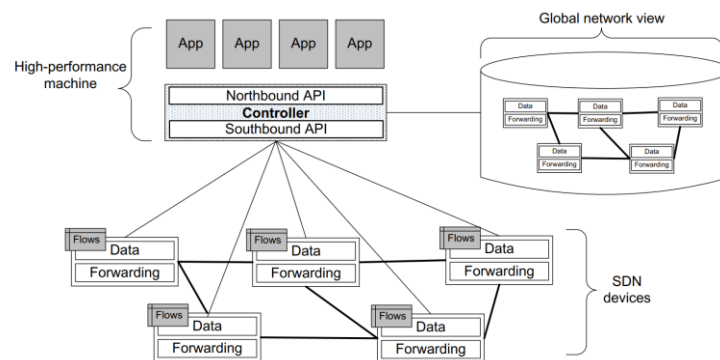 Global network view
App App App App
High-performance
machine
Northbound API
Controller
Southbound API
Data Data Data
Forwarding Forwarding Forwarding
Data Data
Forwarding Forwarding
Flows Flows Flows
Data Data Data
Forwarding Forwarding Forwarding
SDN
devices
Flows Flows
Data Data
Forwarding Forwarding